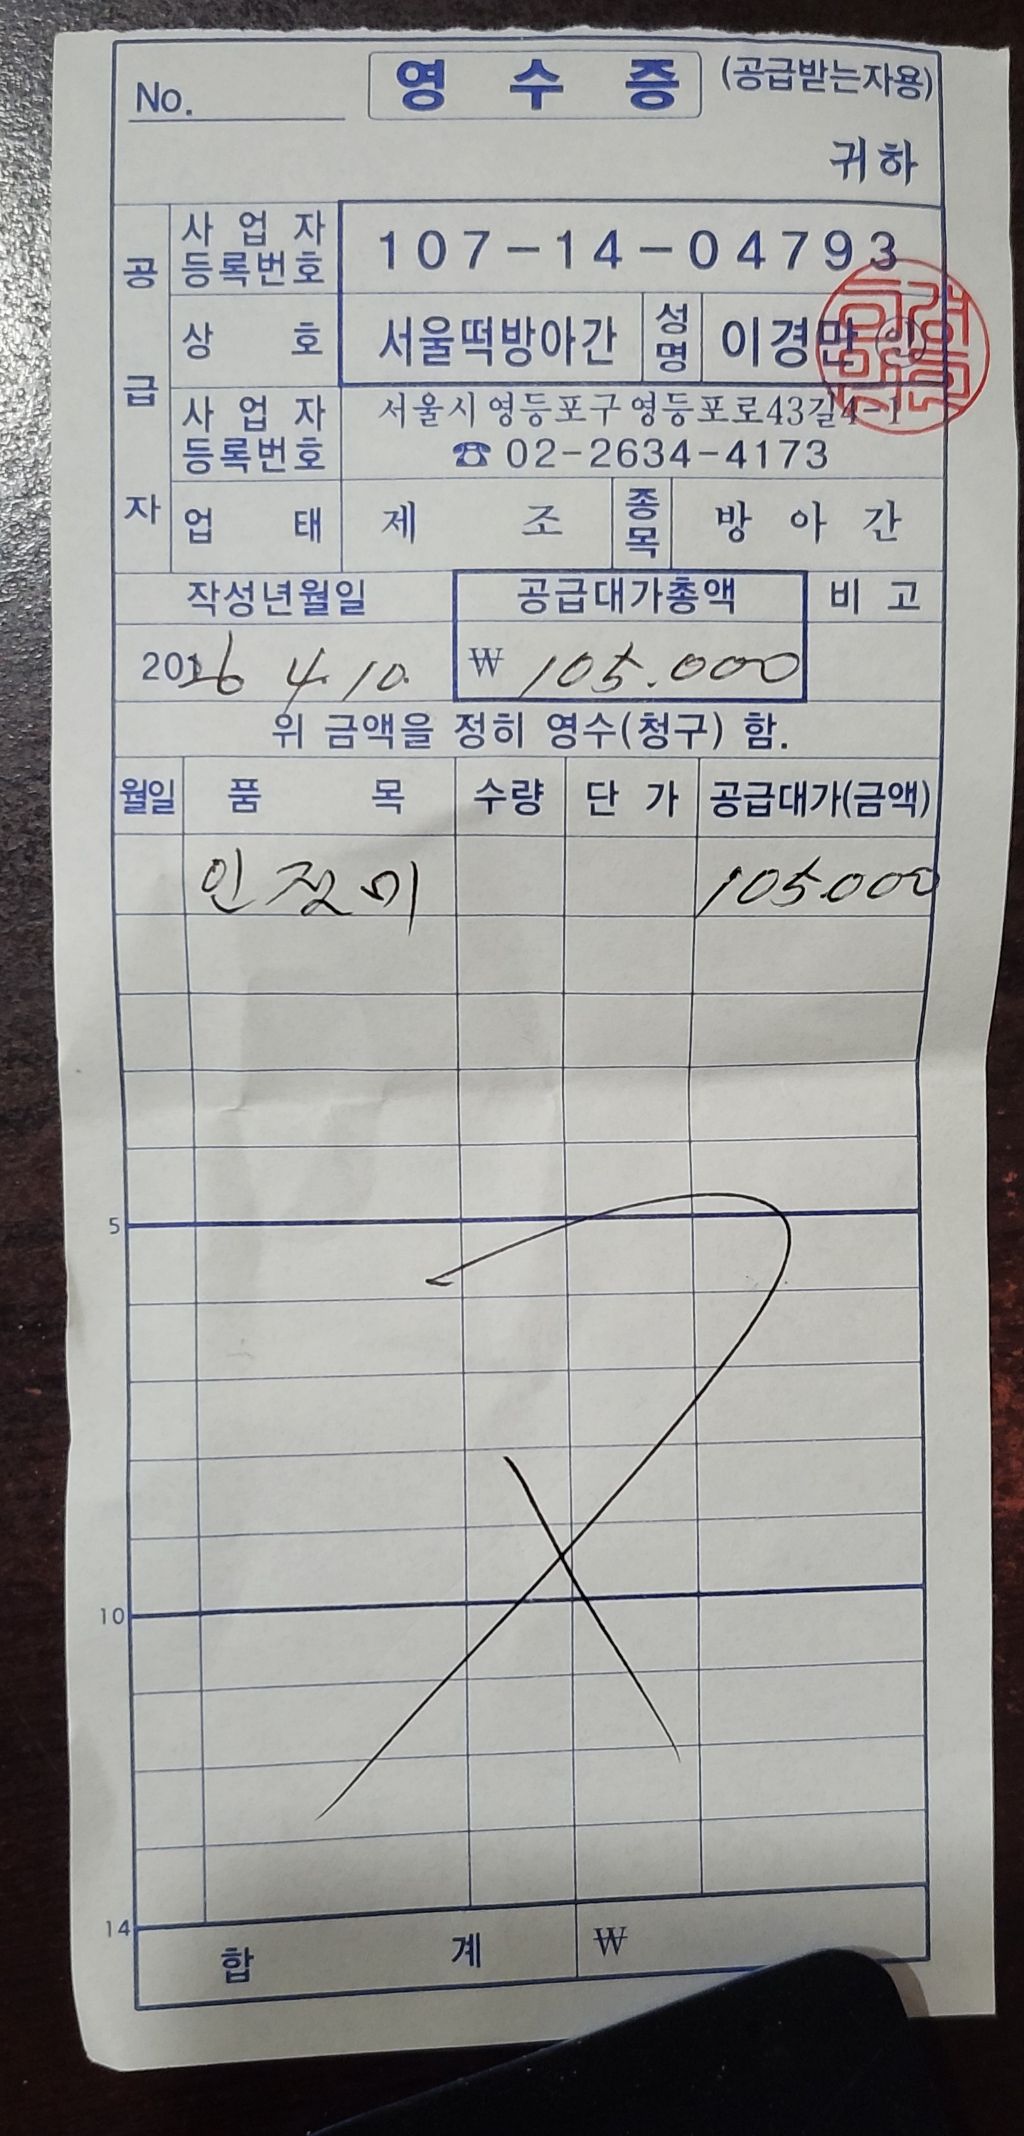 No. 영 수 증 (공급받는자용)
귀하
공급자
사업자등록번호 107-14-04793
상호 서울떡방아간 성명 이경만
사업자등록번호 서울시 영등포구 영등포로43길4-1
☎ 02-2634-4173
업태 제조 종목 방아간
작성년월일 공급대가총액 비고
2026 4. 10. ₩ 105.000
위 금액을 정히 영수(청구) 함.
월일 품목 수량 단가 공급대가(금액)
인절미 105.000
5
10
14
합계 ₩